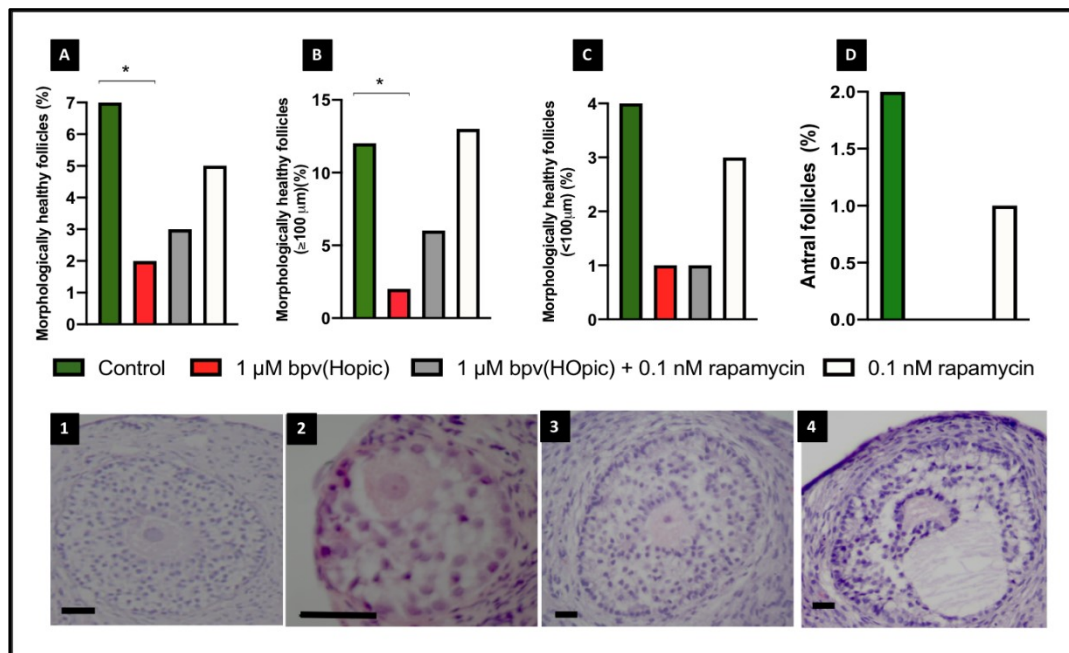 A
B
C
D
*
*
Morphologically healthy follicles (%)
7
6
5
4
3
2
1
0
Morphologically healthy follicles
(≥100 μm)(%)
15
10
5
0
Morphologically healthy follicles
(<100μm) (%)
4
3
2
1
0
Antral follicles (%)
2.0
1.5
1.0
0.5
0.0
Control
1 μM bpv(Hopic)
1 μM bpv(HOpic) + 0.1 nM rapamycin
0.1 nM rapamycin
1
2
3
4